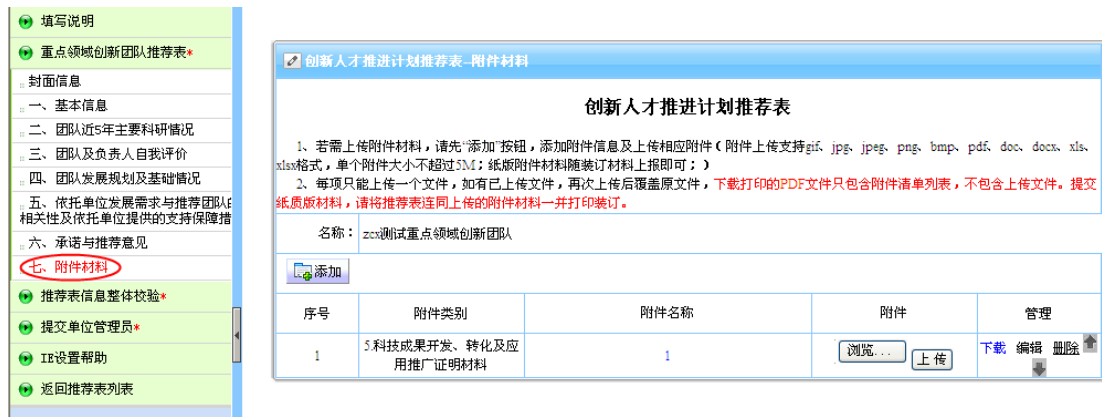 填写说明
重点领域创新团队推荐表*
封面信息
一、基本信息
二、团队近5年主要科研情况
三、团队及负责人自我评价
四、团队发展规划及基础情况
五、依托单位发展需求与推荐团队
相关性及依托单位提供的支持保障措
六、承诺与推荐意见
七、附件材料
推荐表信息整体校验*
提交单位管理员*
IE设置帮助
返回推荐表列表
创新人才推进计划推荐表--附件材料
创新人才推进计划推荐表
1、若需上传附件材料，请先“添加”按钮，添加附件信息及上传相应附件（附件上传支持gif、jpg、jpeg、png、bmp、pdf、doc、docx、xls、
xlsx格式，单个附件大小不超过5M；纸版附件材料随装订材料上报即可；）
2、每项只能上传一个文件，如有已上传文件，再次上传后覆盖原文件，下载打印的PDF文件只包含附件清单列表，不包含上传文件。提交
纸质版材料，请将推荐表连同上传的附件材料一并打印装订。
名称： zcx测试重点领域创新团队
添加
序号 附件类别 附件名称 附件 管理
1 5.科技成果开发、转化及应用推广证明材料 1 浏览... 上传 下载 编辑 删除